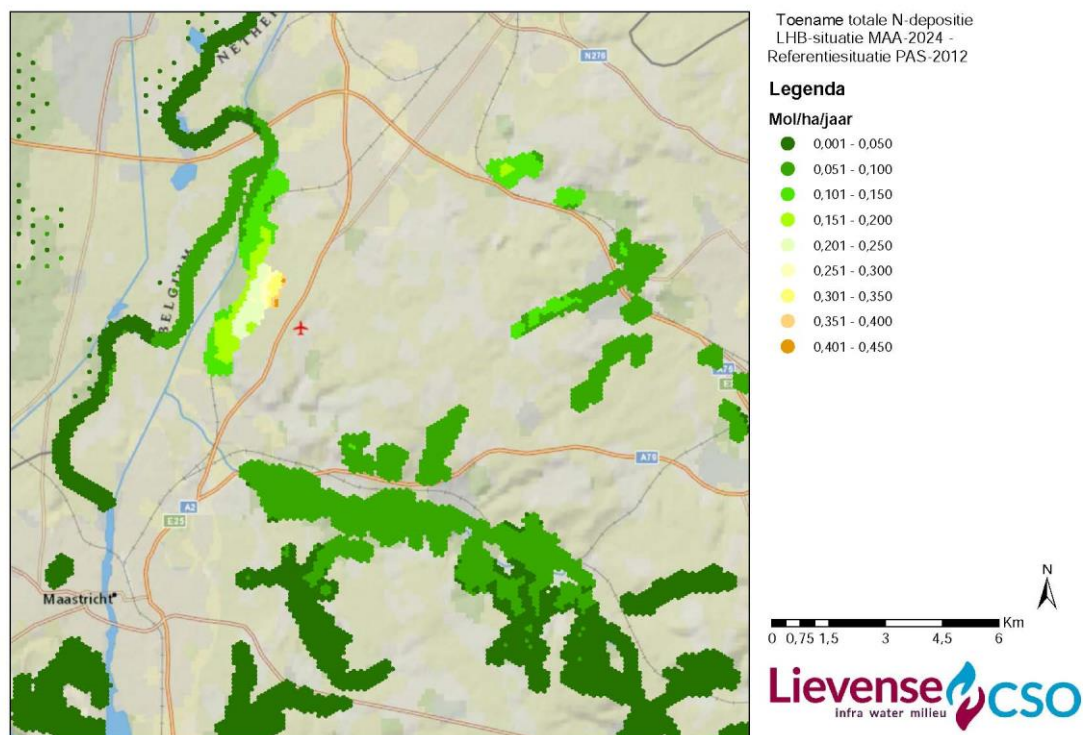 Toename totale N-depositie
LHB-situatie MAA-2024 -
Referentiesituatie PAS-2012
Legenda
Mol/ha/jaar
0,001 - 0,050
0,051 - 0,100
0,101 - 0,150
0,151 - 0,200
0,201 - 0,250
0,251 - 0,300
0,301 - 0,350
0,351 - 0,400
0,401 - 0,450
N276
A76
A2
E25
A76
Maastricht
N
0 0,75 1,5 3 4,5 6 Km
Lievense CSO
infra water milieu